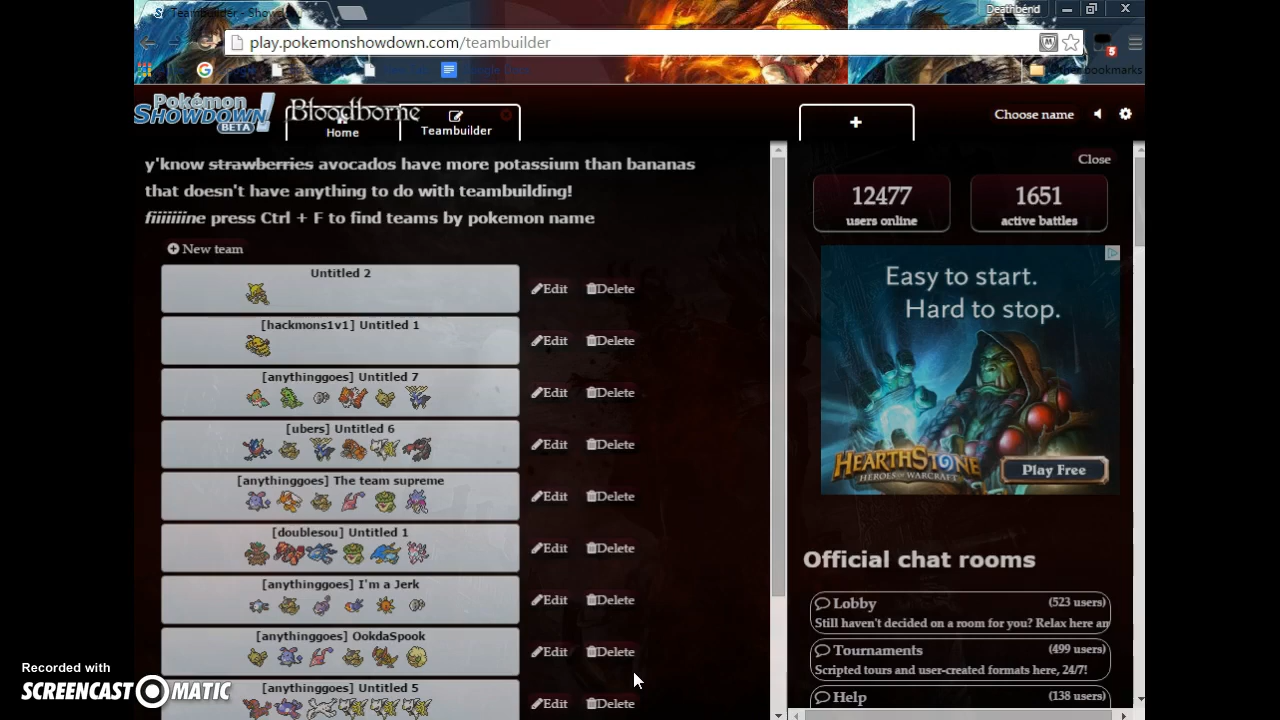 Teambuilder - Showd
Deathbend
play.pokemonshowdown.com/teambuilder
5
Other bookmarks
Pokémon
SHOWDOWN!
BETA
Bloodborne
Home
Teambuilder
+
Choose name
y'know strawberries avocados have more potassium than bananas
that doesn't have anything to do with teambuilding!
fiiiiiiine press Ctrl + F to find teams by pokemon name
New team
Untitled 2
Edit Delete
[hackmons1v1] Untitled 1
Edit Delete
[anythinggoes] Untitled 7
Edit Delete
[ubers] Untitled 6
Edit Delete
[anythinggoes] The team supreme
Edit Delete
[doublesou] Untitled 1
Edit Delete
[anythinggoes] I'm a Jerk
Edit Delete
[anythinggoes] OokdaSpook
Edit Delete
[anythinggoes] Untitled 5
Edit Delete
Close
12477
users online
1651
active battles
Easy to start.
Hard to stop.
HEARTHSTONE
HEROES OF WARCRAFT
Play Free
Official chat rooms
Lobby (523 users)
Still haven't decided on a room for you? Relax here an
Tournaments (499 users)
Scripted tours and user-created formats here, 24/7!
Help (138 users)
Recorded with
SCREENCAST MATIC